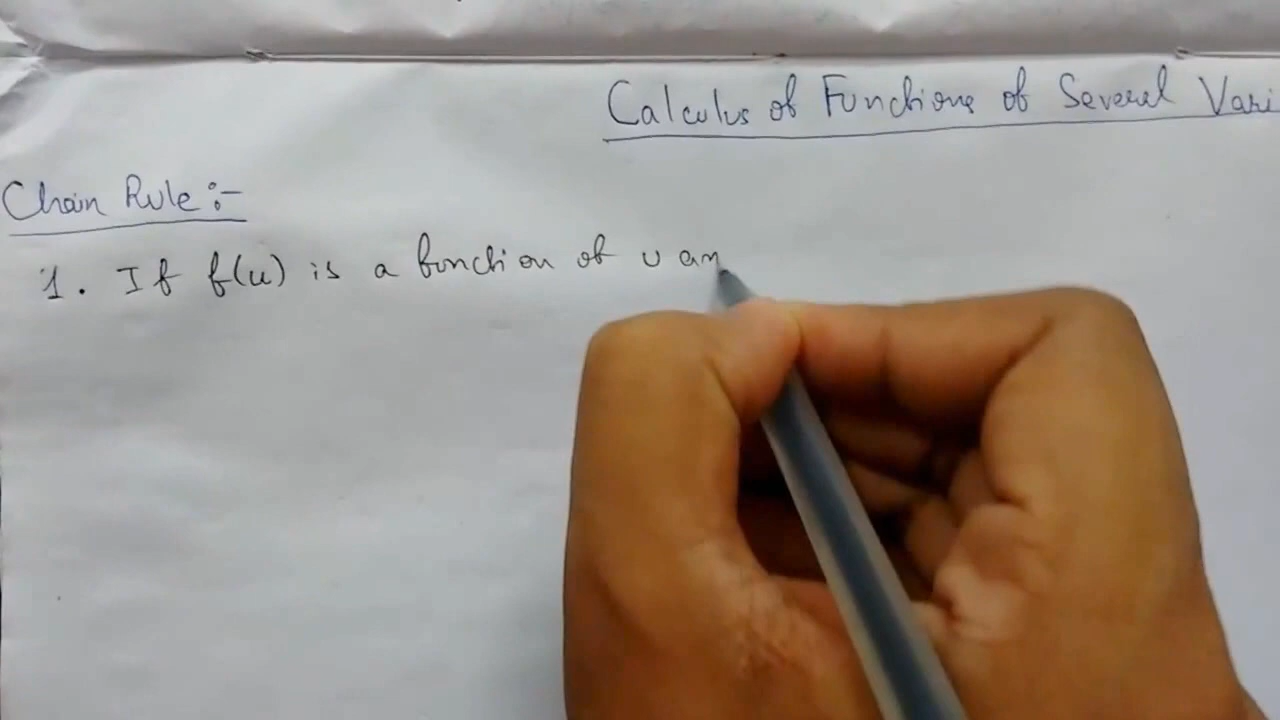 Calculus of Functions of Several Vari
Chain Rule :-
1. If f(u) is a function of u an